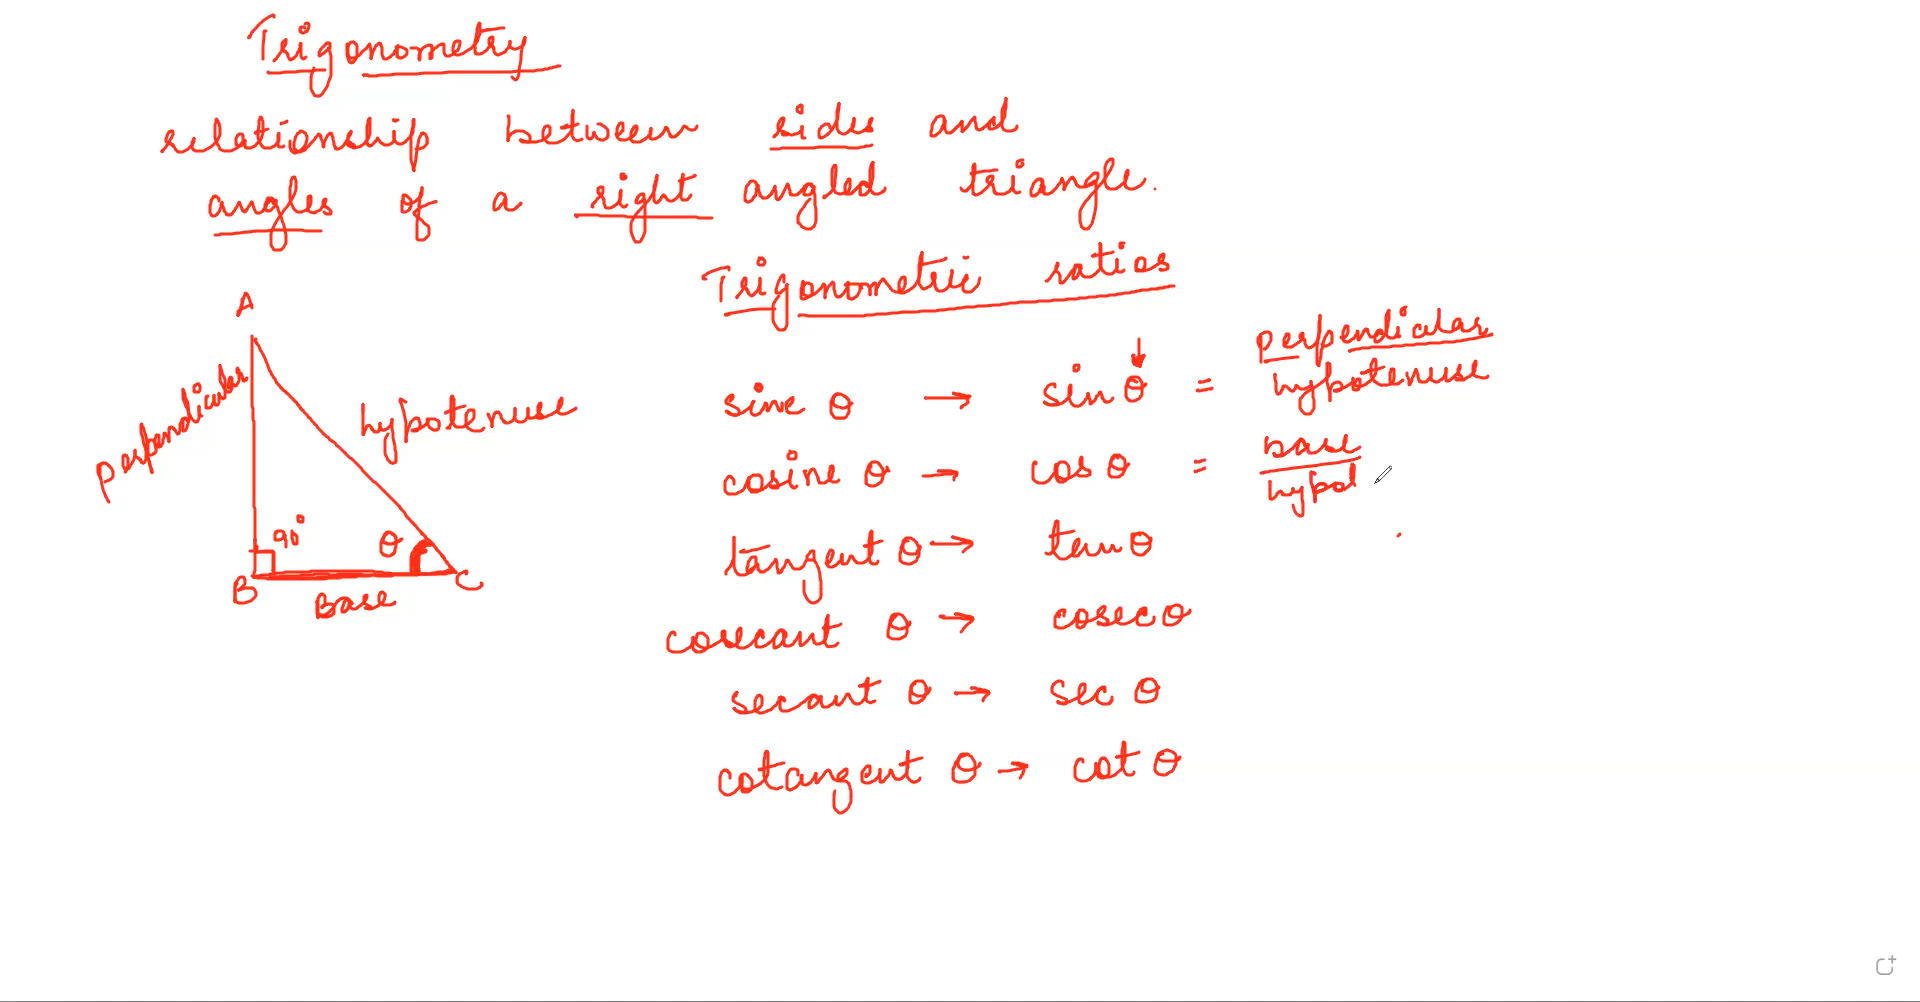 Trigonometry
relationship between sides and
angles of a right angled triangle.
Trigonometric ratios
A
perpendicular
hypotenuse
90°
θ
B
C
Base
sine θ → sin θ = perpendicular
hypotenuse
cosine θ → cos θ = base
hypot
tangent θ → tan θ
cosecant θ → cosec θ
secant θ → sec θ
cotangent θ → cot θ